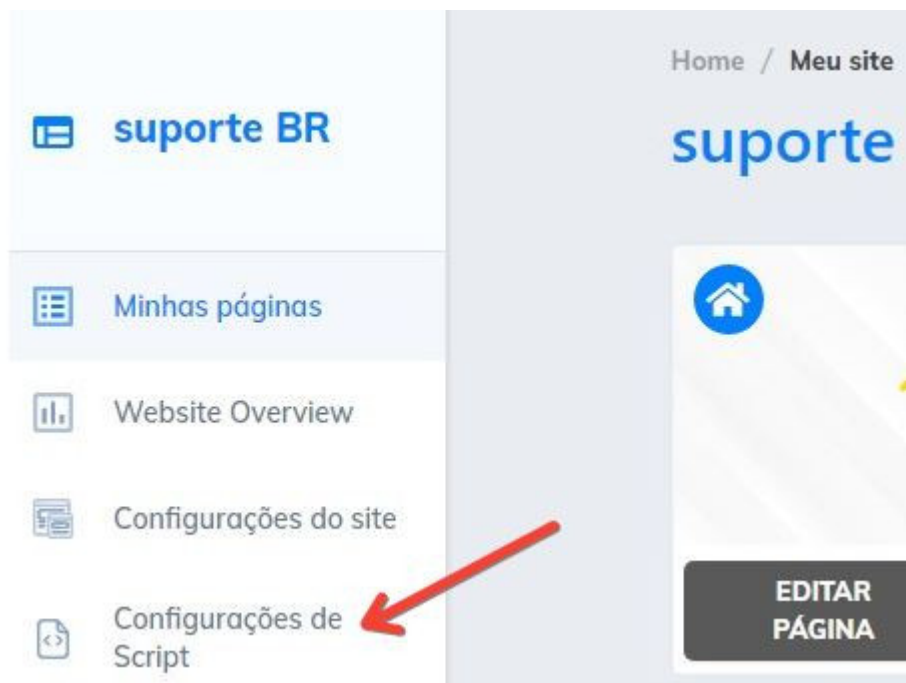 suporte BR
Minhas páginas
Website Overview
Configurações do site
Configurações de
Script
Home / Meu site
suporte
EDITAR
PÁGINA